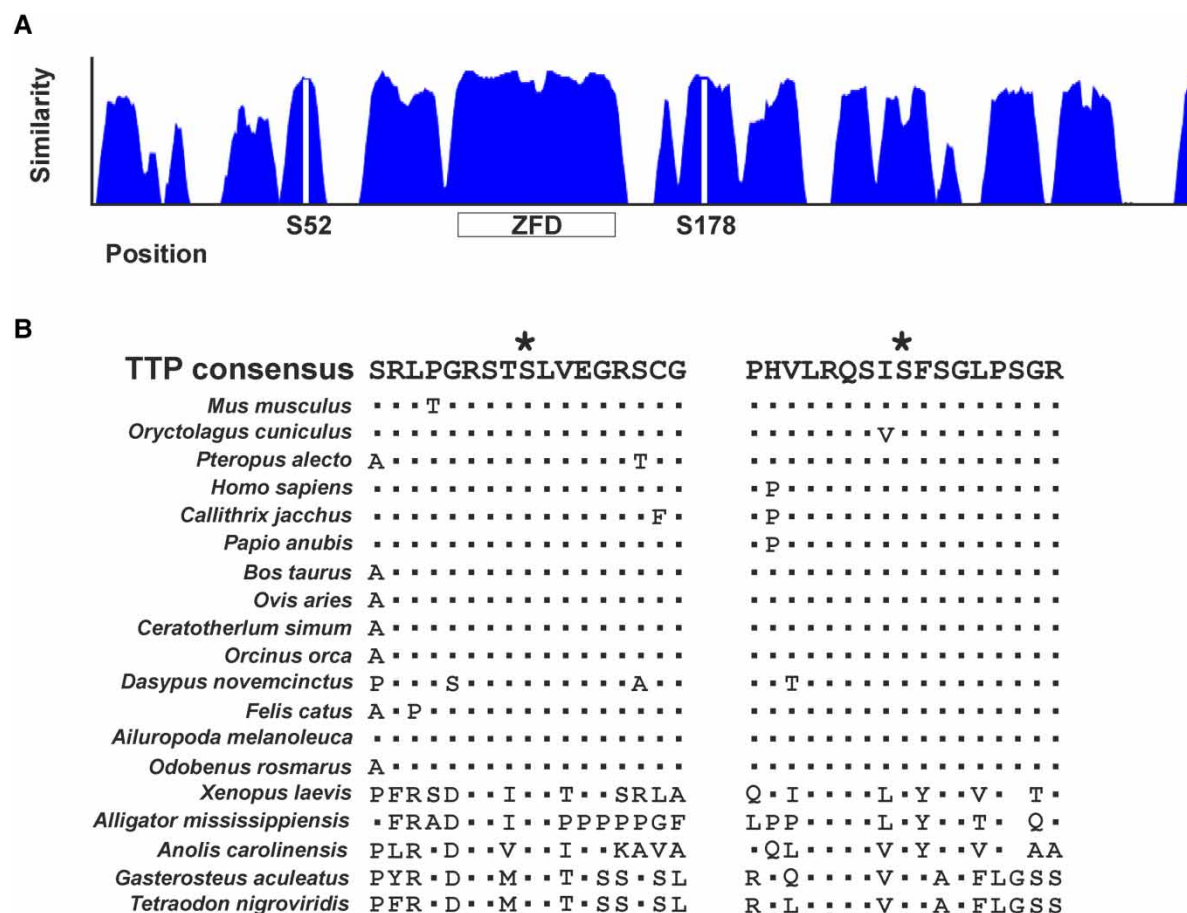 A
Similarity
S52 ZFD S178
Position
B
* *
TTP consensus SRLPGRSTSLVEGRSCG PHVLRQSISFSGLPSGR
Mus musculus ···T············· ·················
Oryctolagus cuniculus ················· ·······V·········
Pteropus alecto A·············T·· ·················
Homo sapiens ················· ·P···············
Callithrix jacchus ···············F· ·P···············
Papio anubis ················· ·P···············
Bos taurus A················ ·················
Ovis aries A················ ·················
Ceratotherlum simum A················ ·················
Orcinus orca A················ ·················
Dasypus novemcinctus P···S·········A·· ··T··············
Felis catus A·P·············· ·················
Ailuropoda melanoleuca ················· ·················
Odobenus rosmarus A················ ·················
Xenopus laevis PFRSD··I··T··SRLA Q·I····L·Y··V··T·
Alligator mississippiensis ·FRAD··I··PPPPPGF LPP····L·Y··T··Q·
Anolis carolinensis PLR·D··V··I··KAVA ·QL····V·Y··V··AA
Gasterosteus aculeatus PYR·D··M··T·SS·SL R·Q····V··A·FLGSS
Tetraodon nigroviridis PFR·D··M··T·SS·SL R·L····V··A·FLGSS